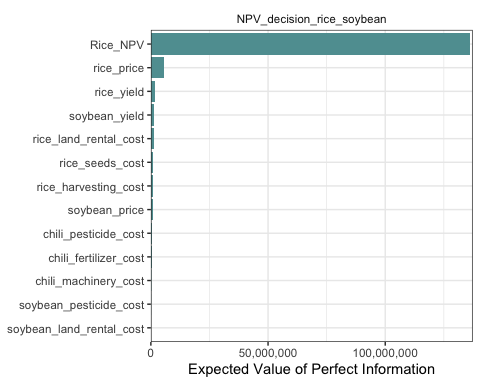 NPV_decision_rice_soybean
Rice_NPV
rice_price
rice_yield
soybean_yield
rice_land_rental_cost
rice_seeds_cost
rice_harvesting_cost
soybean_price
chili_pesticide_cost
chili_fertilizer_cost
chili_machinery_cost
soybean_pesticide_cost
soybean_land_rental_cost
0 50,000,000 100,000,000
Expected Value of Perfect Information